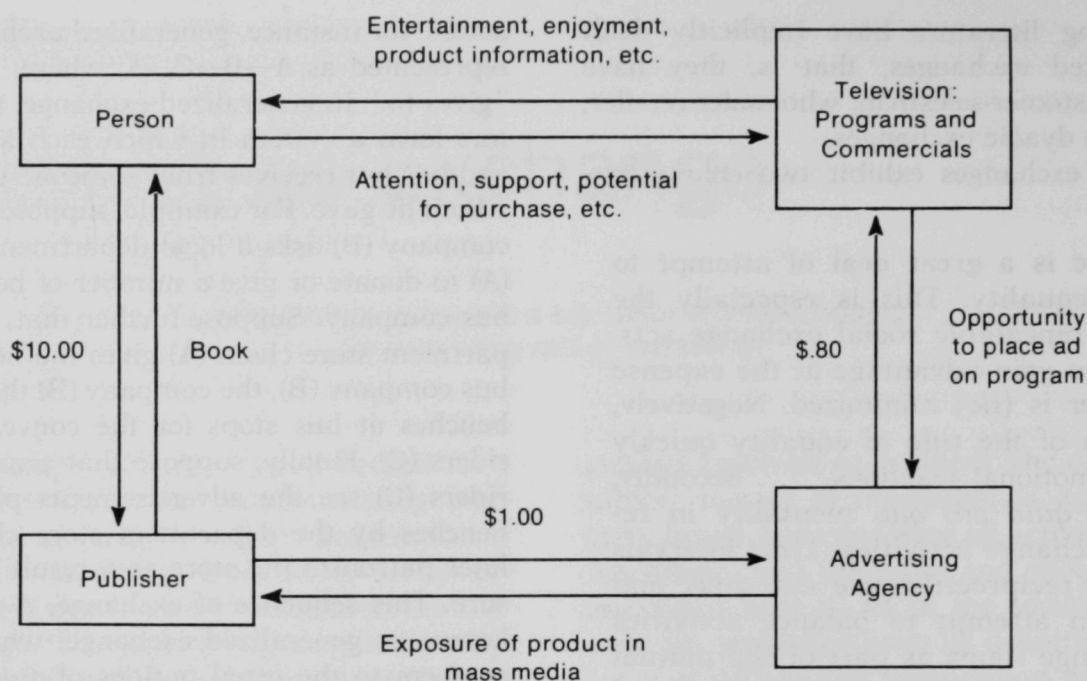 Entertainment, enjoyment,
product information, etc.
Person
Television:
Programs and
Commercials
Attention, support, potential
for purchase, etc.
$10.00
Book
$.80
Opportunity
to place ad
on program
$1.00
Publisher
Advertising
Agency
Exposure of product in
mass media